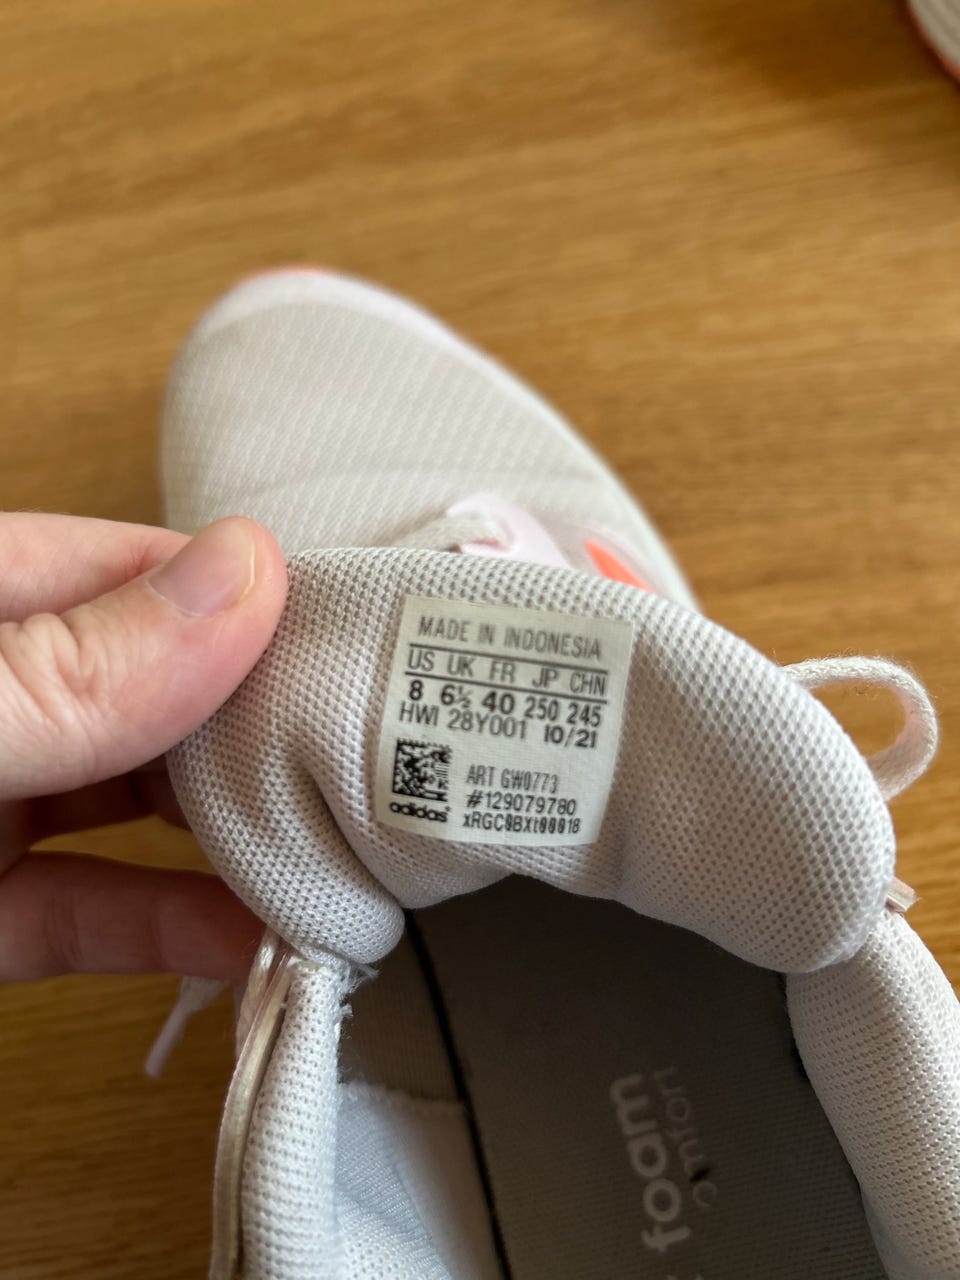 MADE IN INDONESIA
US UK FR JP CHN
8 6½ 40 250 245
HWI 28Y001 10/21
ART GW0773
#129079780
adidas® xRGC0BXt00018
foam